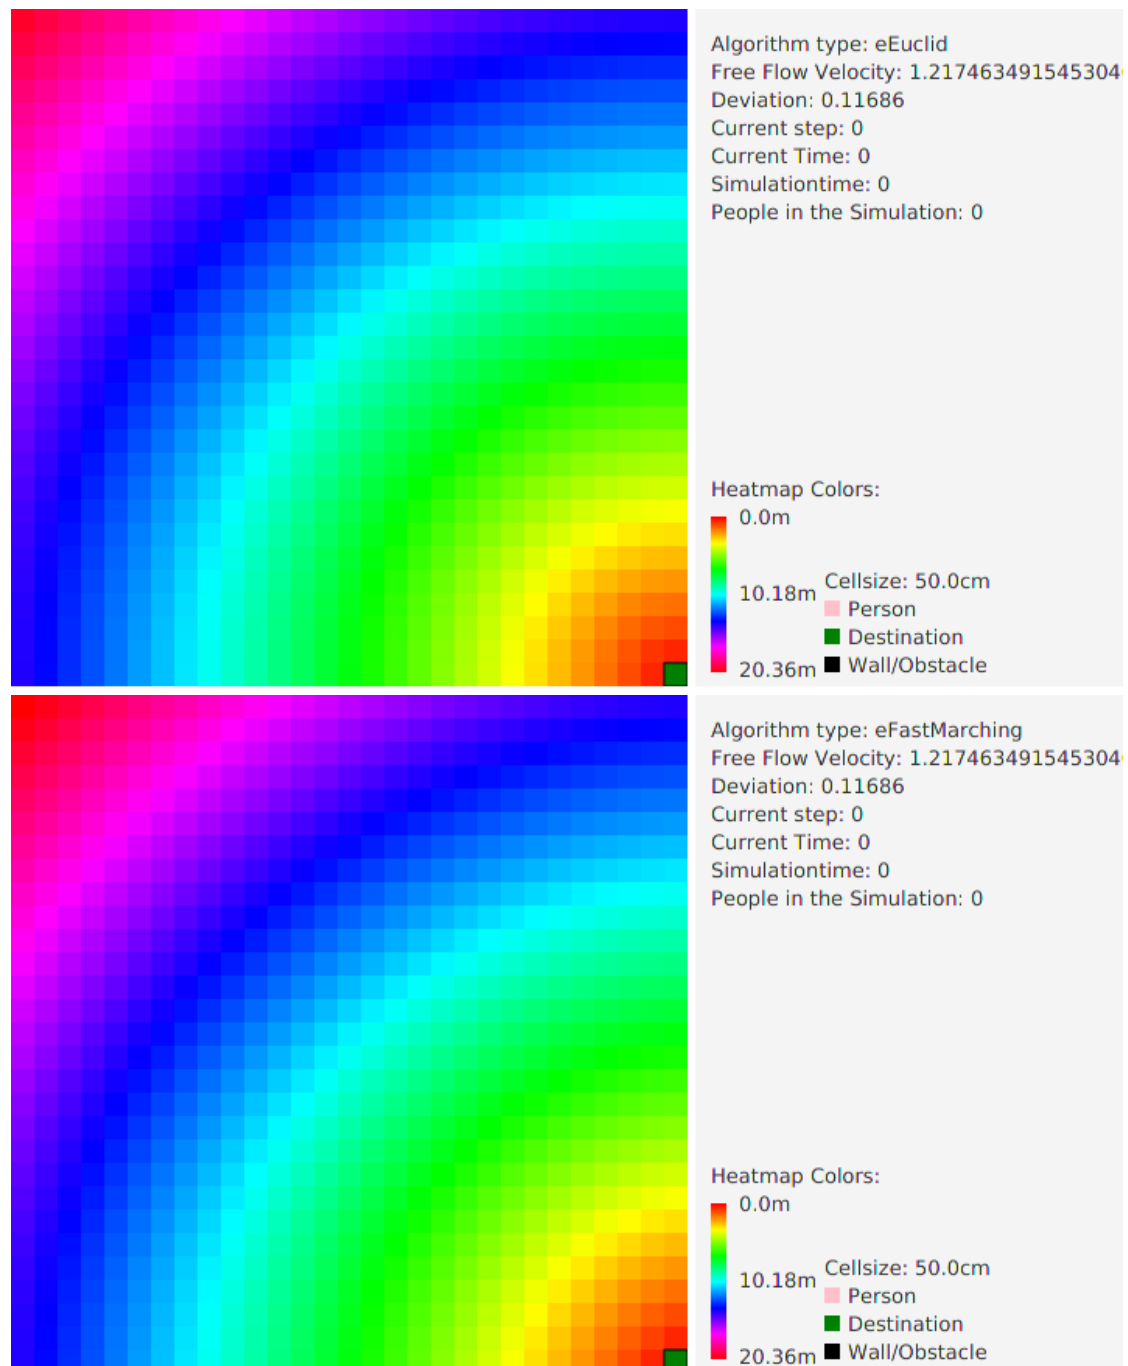 Algorithm type: eEuclid
Free Flow Velocity: 1.217463491545304
Deviation: 0.11686
Current step: 0
Current Time: 0
Simulationtime: 0
People in the Simulation: 0
Heatmap Colors:
0.0m
Cellsize: 50.0cm
10.18m
Person
Destination
20.36m
Wall/Obstacle
Algorithm type: eFastMarching
Free Flow Velocity: 1.217463491545304
Deviation: 0.11686
Current step: 0
Current Time: 0
Simulationtime: 0
People in the Simulation: 0
Heatmap Colors:
0.0m
Cellsize: 50.0cm
10.18m
Person
Destination
20.36m
Wall/Obstacle